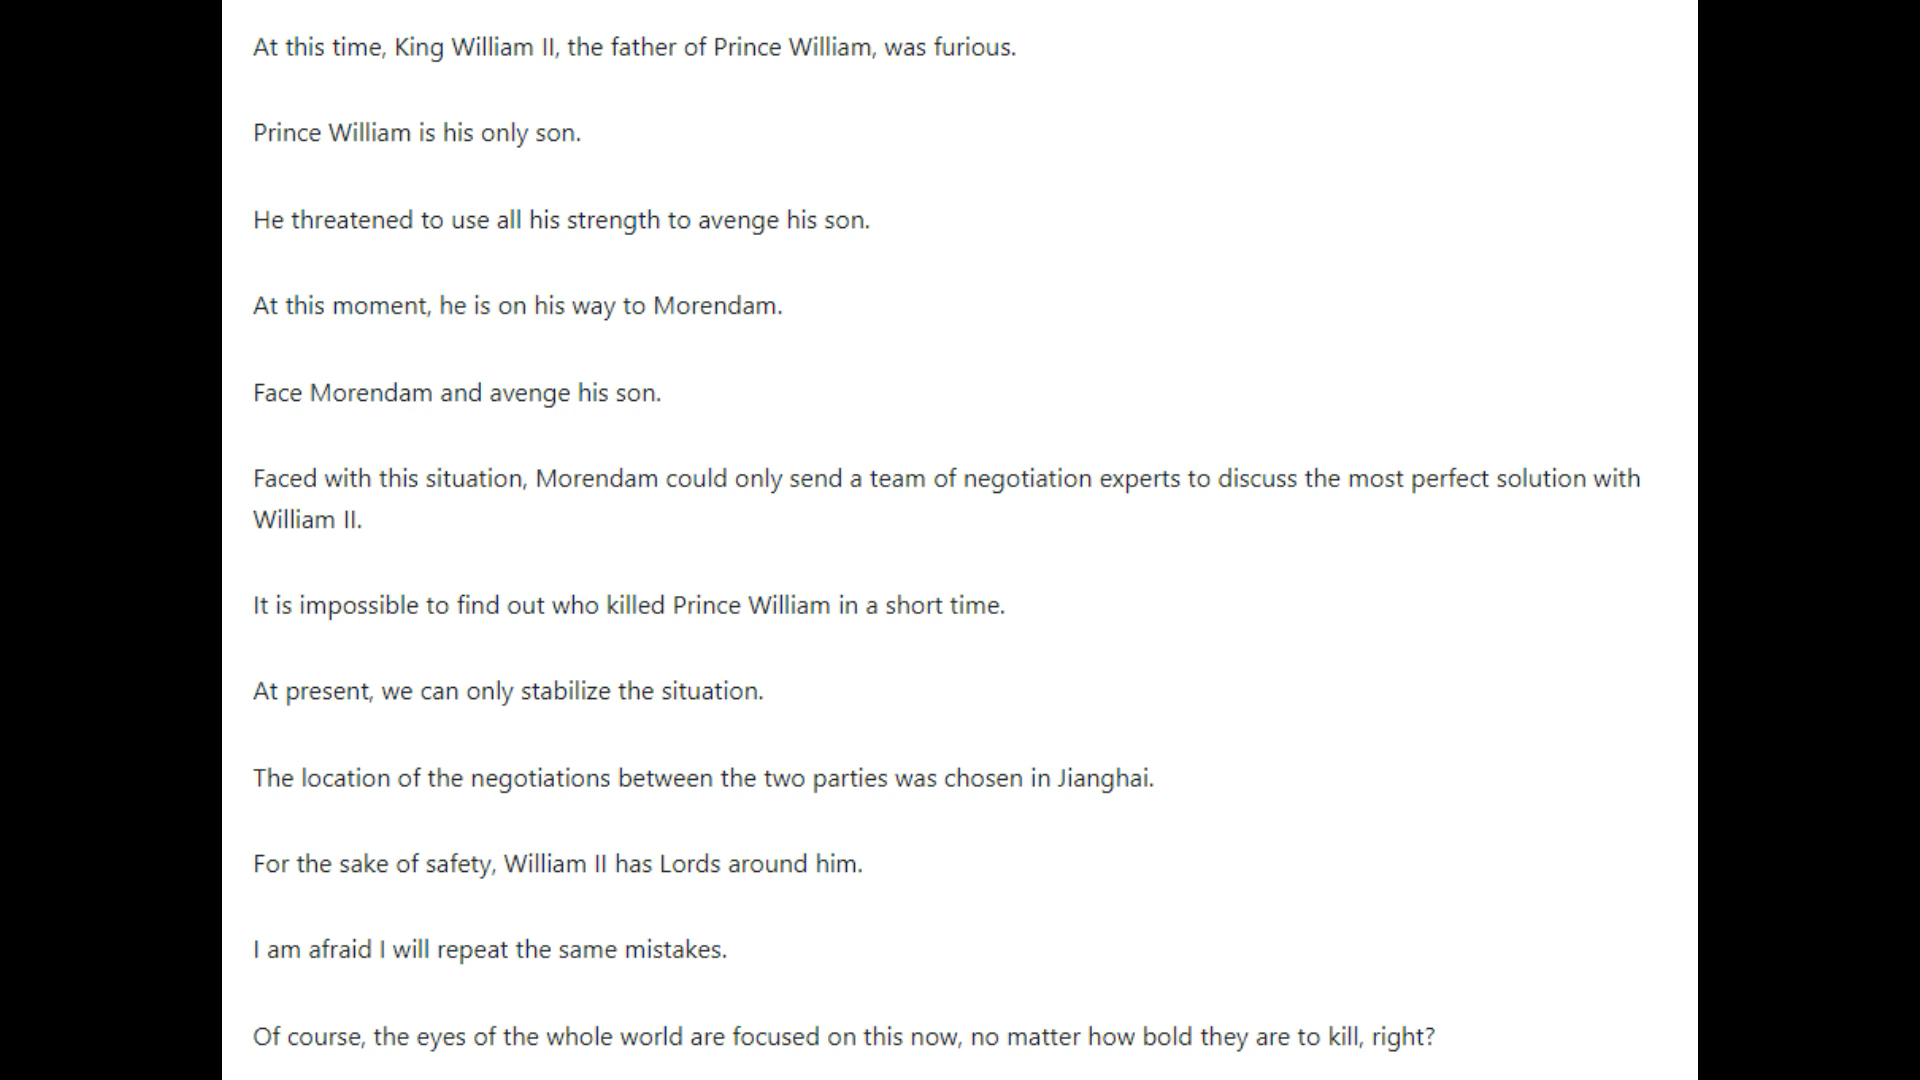 At this time, King William II, the father of Prince William, was furious.
Prince William is his only son.
He threatened to use all his strength to avenge his son.
At this moment, he is on his way to Morendam.
Face Morendam and avenge his son.
Faced with this situation, Morendam could only send a team of negotiation experts to discuss the most perfect solution with
William II.
It is impossible to find out who killed Prince William in a short time.
At present, we can only stabilize the situation.
The location of the negotiations between the two parties was chosen in Jianghai.
For the sake of safety, William II has Lords around him.
I am afraid I will repeat the same mistakes.
Of course, the eyes of the whole world are focused on this now, no matter how bold they are to kill, right?